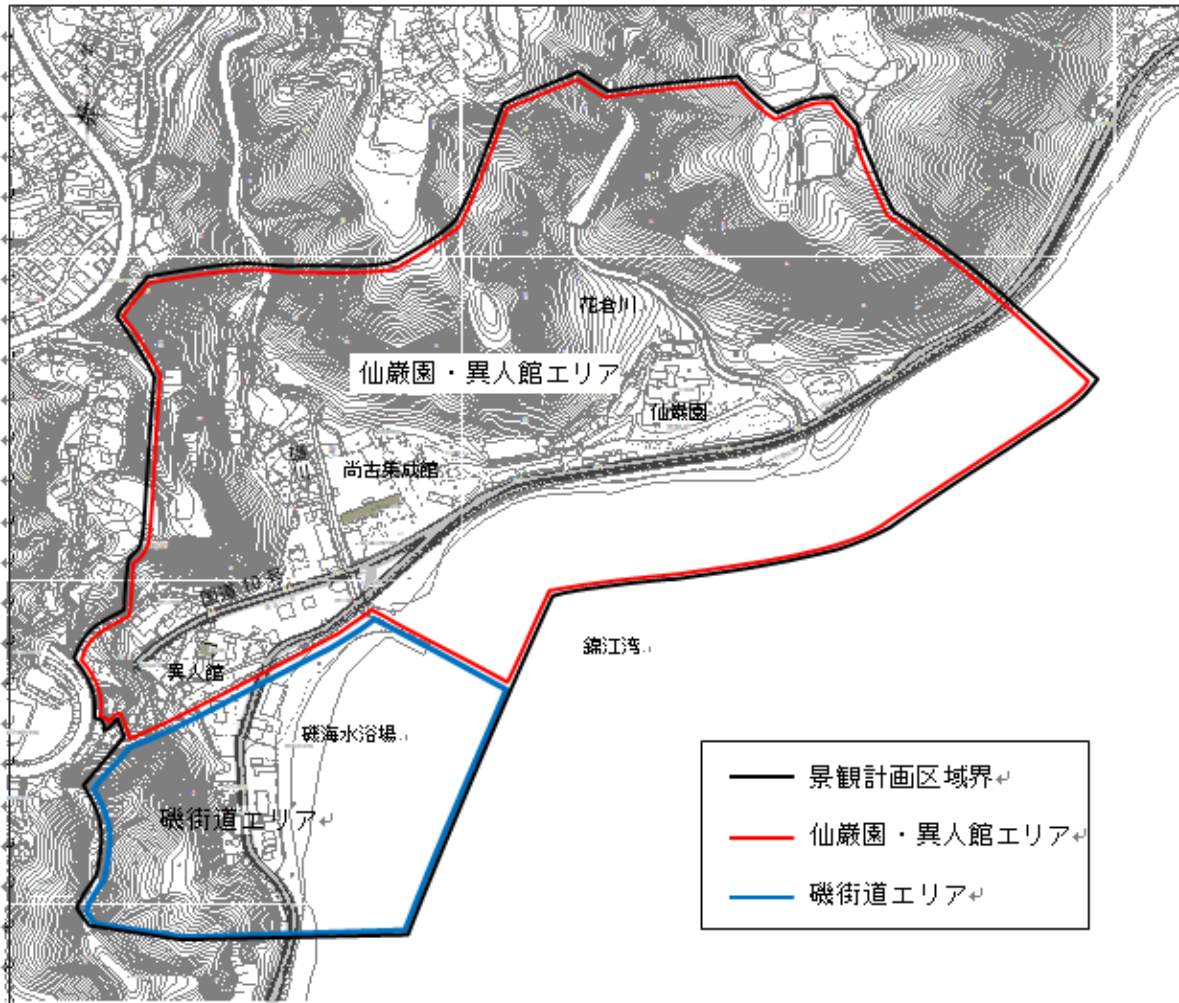 花倉川
仙巌園・異人館エリア
仙巌園
尚古集成館
国道10号
異人館
錦江湾
磯海水浴場
磯街道エリア
景観計画区域界
仙巌園・異人館エリア
磯街道エリア